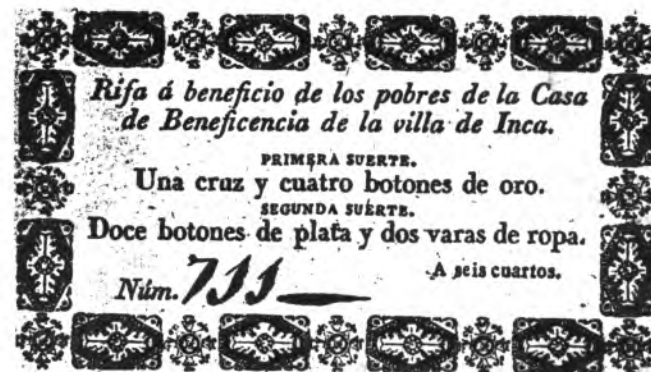 Rifa á beneficio de los pobres de la Casa
de Beneficencia de la villa de Inca.
PRIMERA SUERTE.
Una cruz y cuatro botones de oro.
SEGUNDA SUERTE.
Doce botones de plata y dos varas de ropa.
A seis cuartos.
Núm. 711